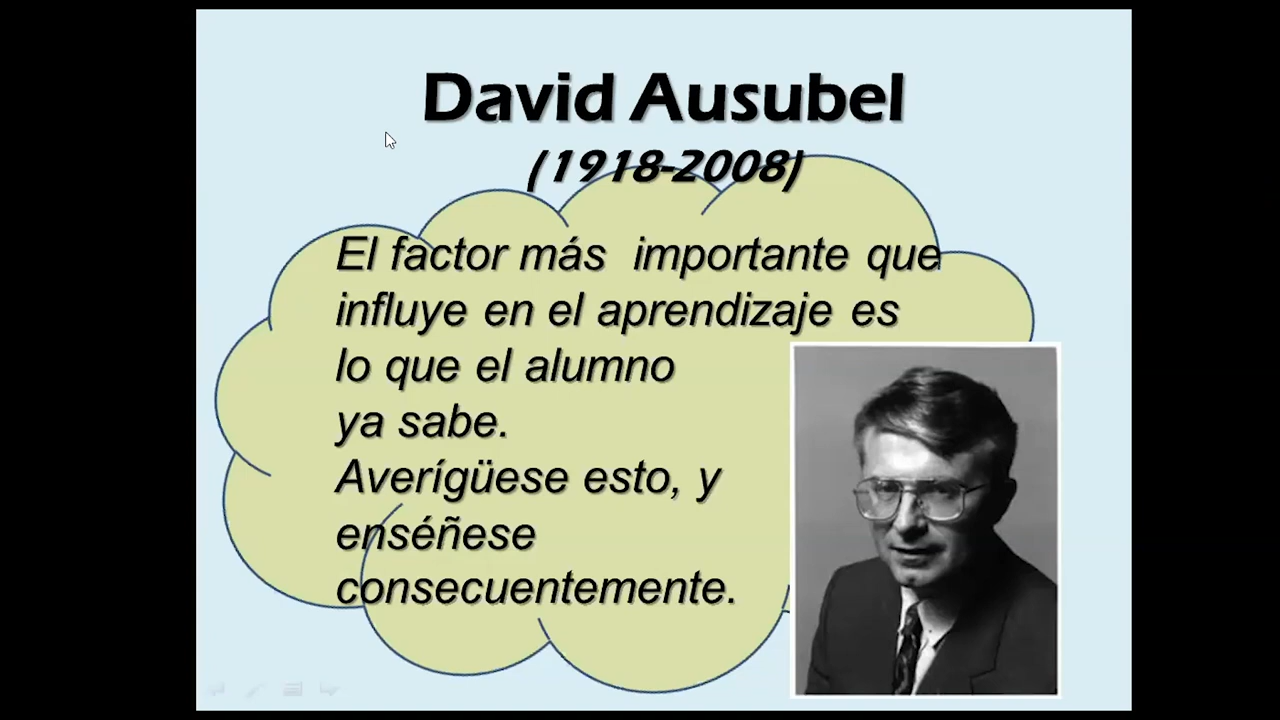 David Ausubel
(1918-2008)
El factor más importante que
influye en el aprendizaje es
lo que el alumno
ya sabe.
Averígüese esto, y
enséñese
consecuentemente.